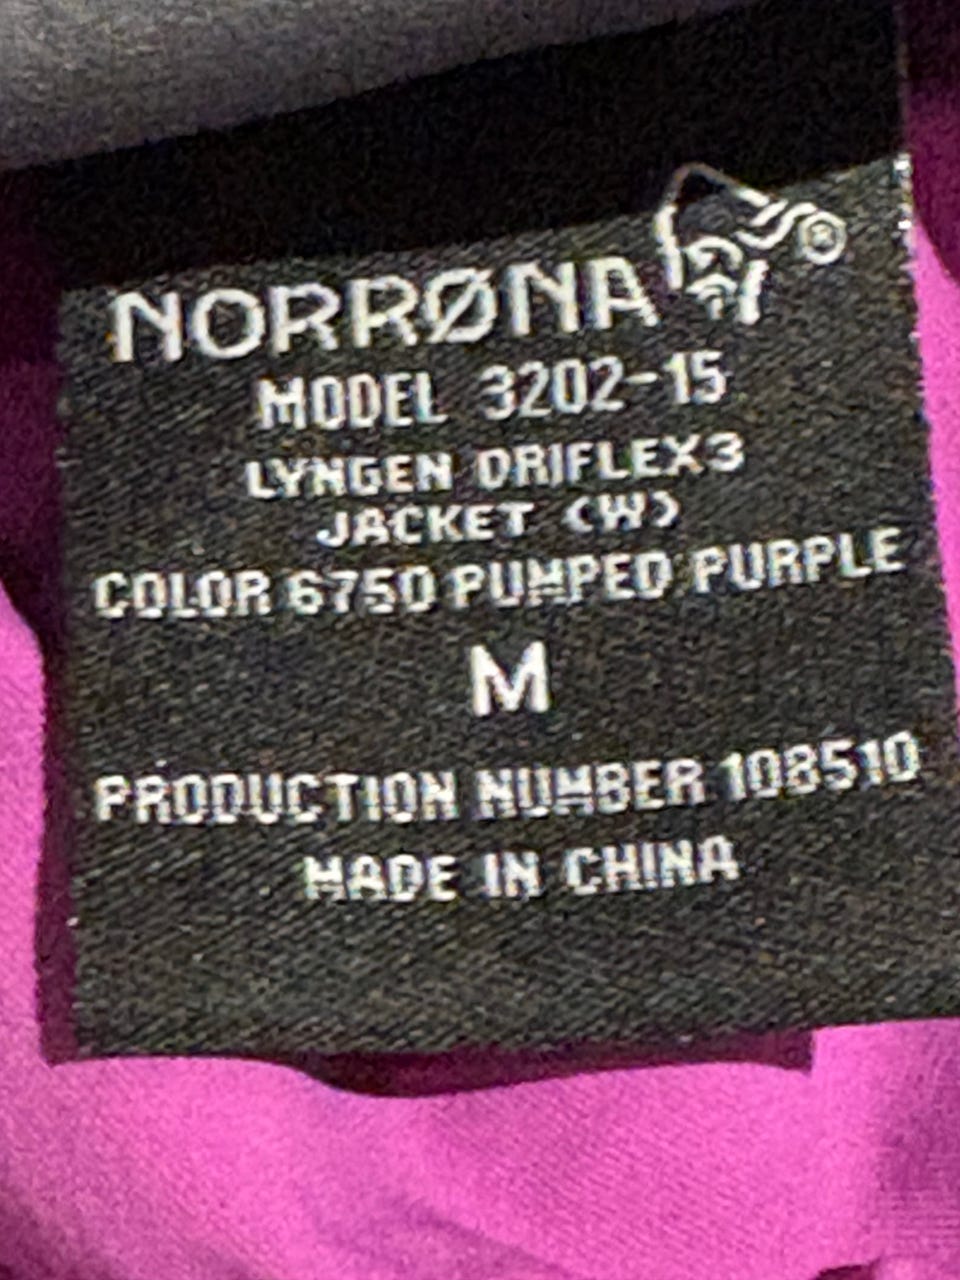 NORRØNA ®
MODEL 3202-15
LYNGEN DRIFLEX3
JACKET (W)
COLOR 6750 PUMPED PURPLE
M
PRODUCTION NUMBER 108510
MADE IN CHINA